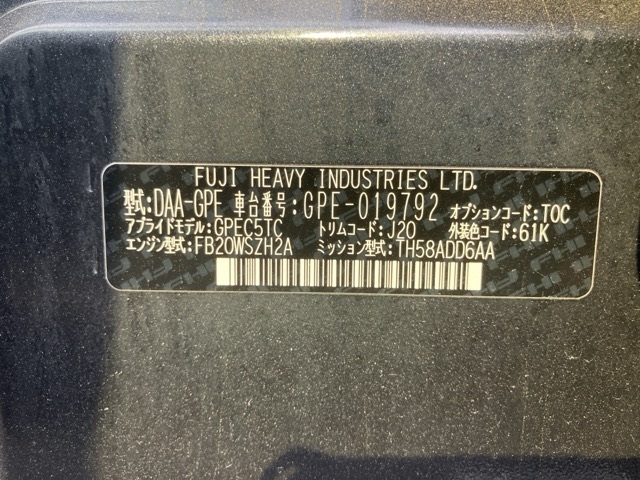 FUJI HEAVY INDUSTRIES LTD.
型式:DAA-GPE 車台番号:GPE-019792 オプションコード:TOC
アプライドモデル:GPEC5TC トリムコード:J20 外装色コード:61K
エンジン型式:FB20WSZH2A ミッション型式:TH58ADD6AA